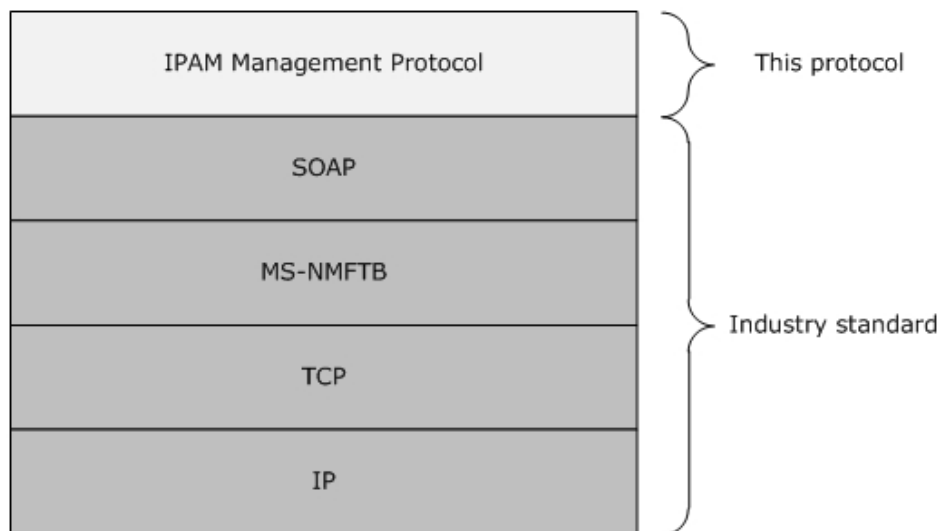 IPAM Management Protocol
This protocol
SOAP
MS-NMFTB
Industry standard
TCP
IP